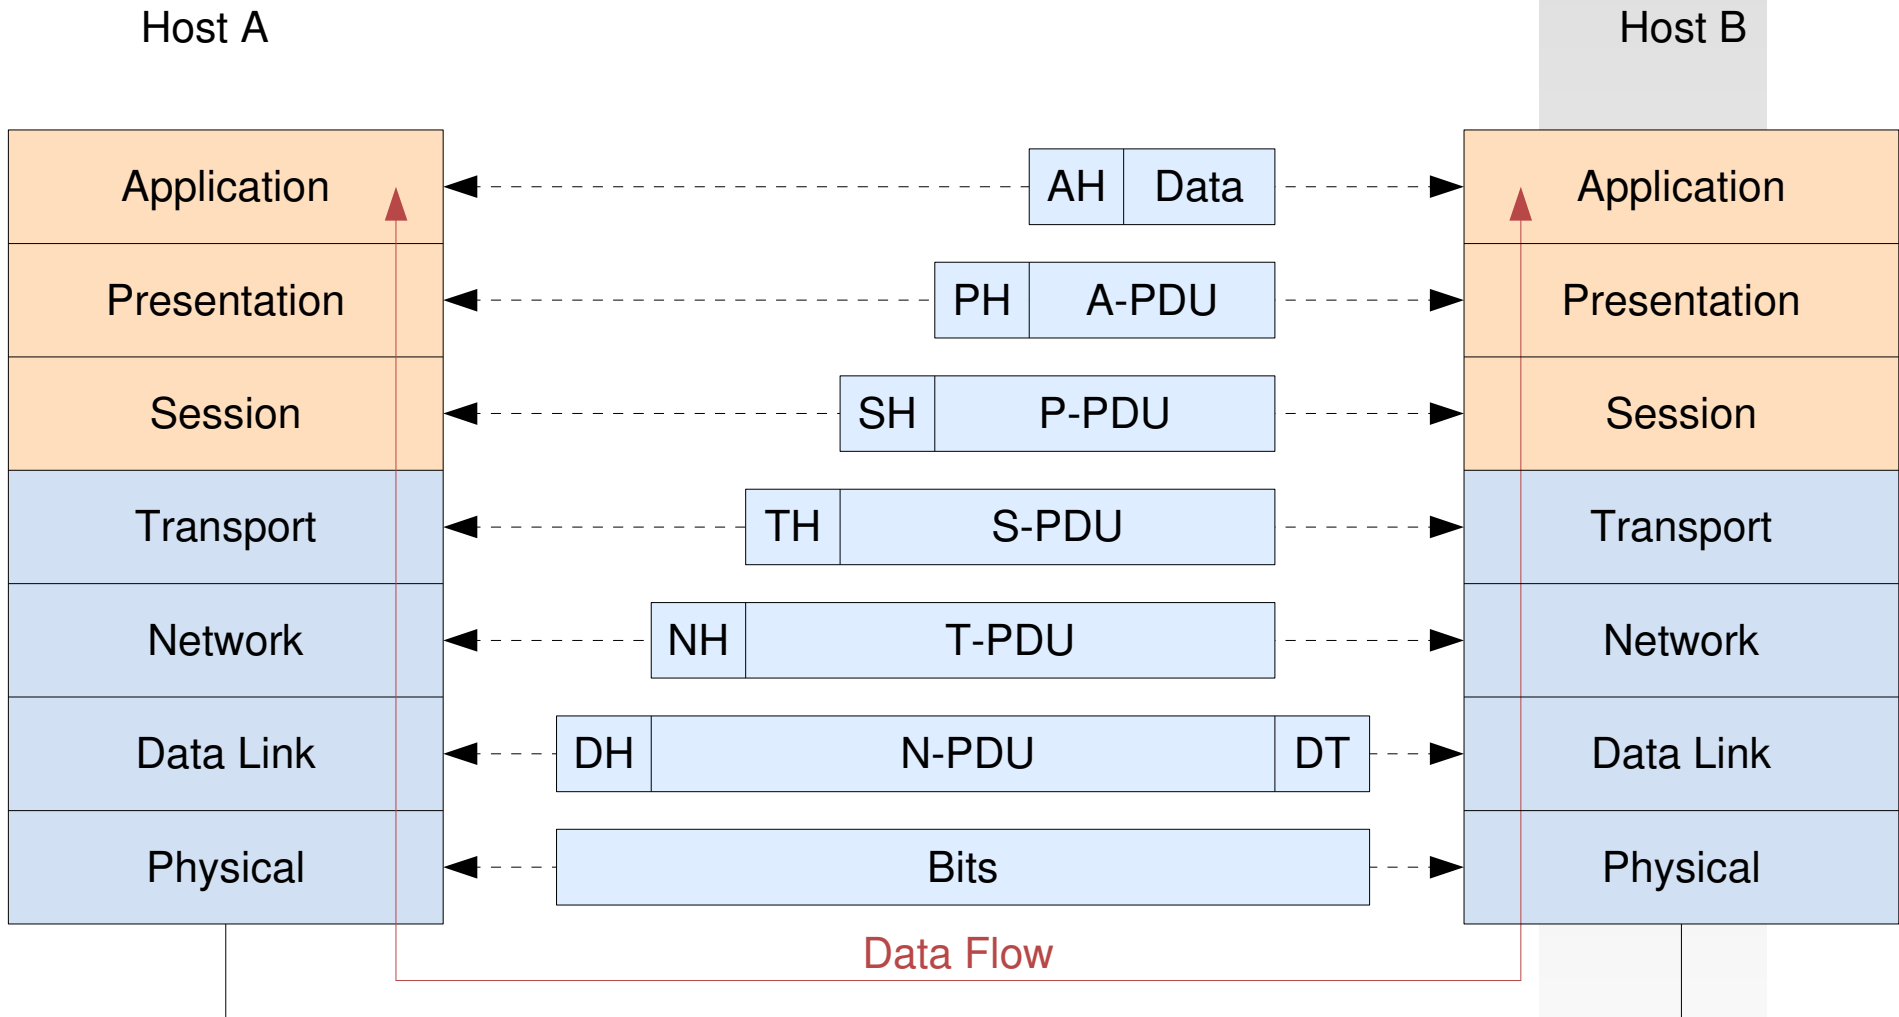 Host A
Host B
Application
AH
Data
Application
Presentation
PH
A-PDU
Presentation
Session
SH
P-PDU
Session
Transport
TH
S-PDU
Transport
Network
NH
T-PDU
Network
Data Link
DH
N-PDU
DT
Data Link
Physical
Bits
Physical
Data Flow